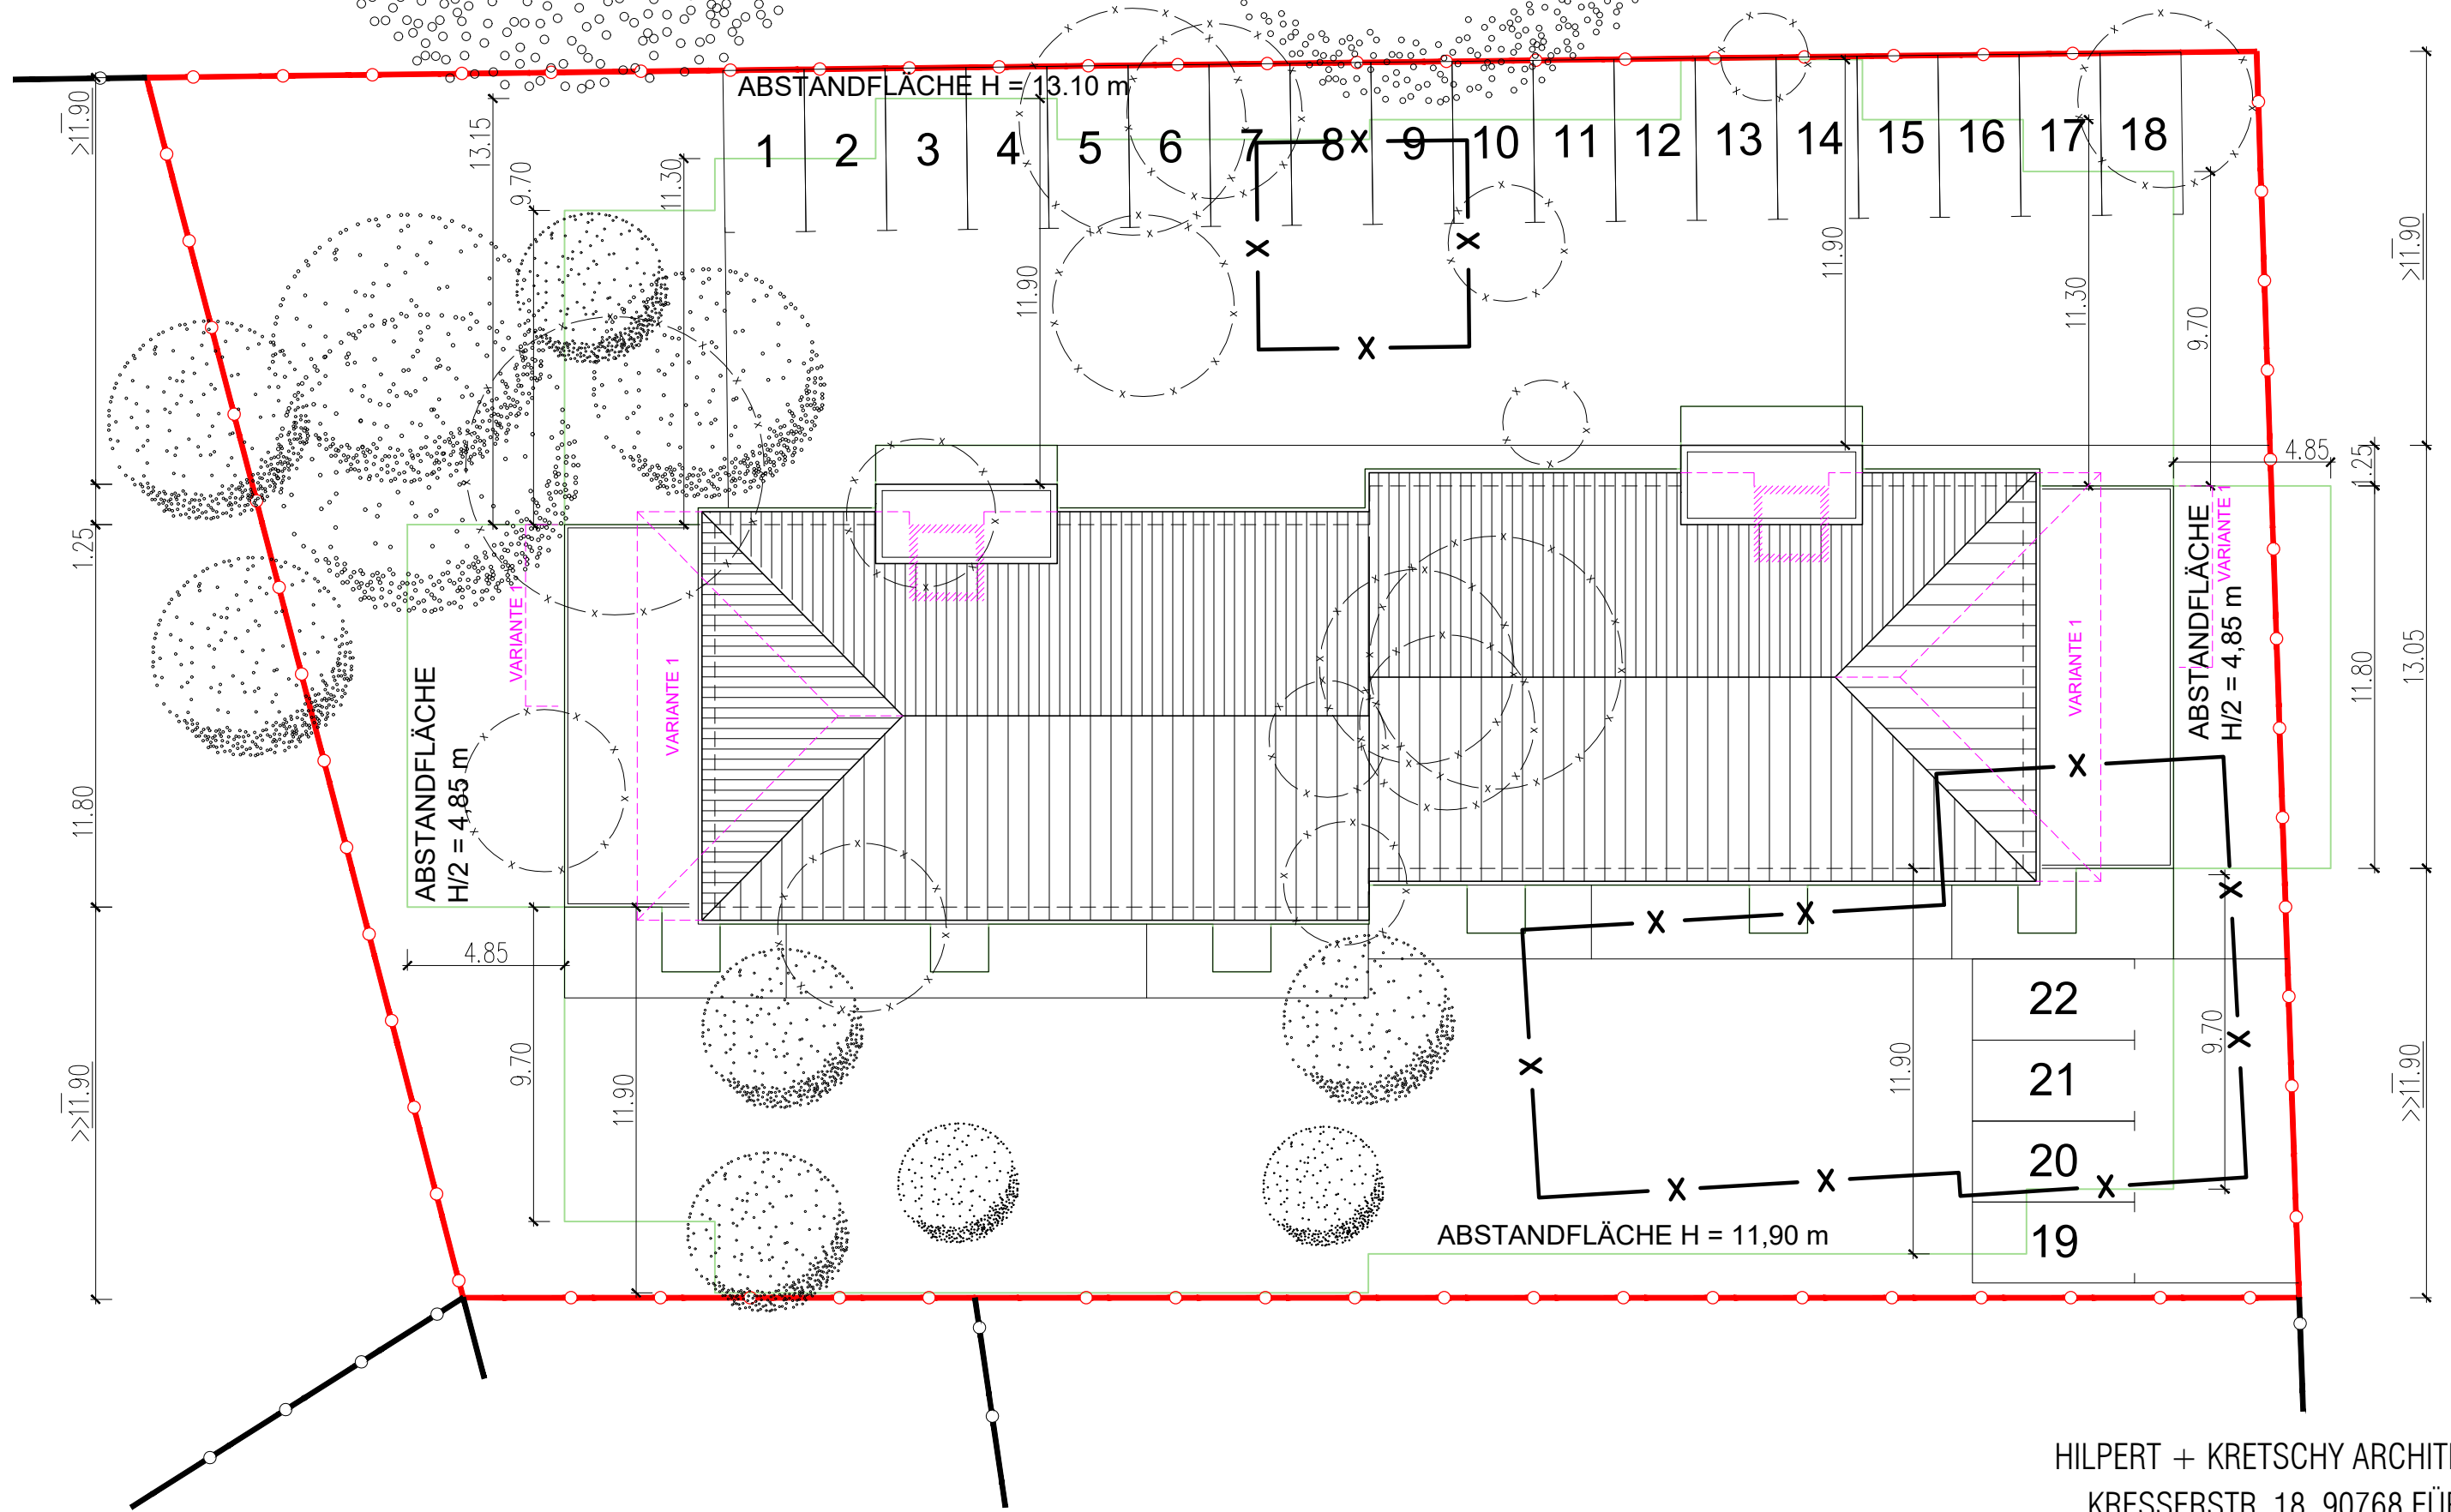 ABSTANDFLÄCHE H = 13.10 m
1 2 3 4 5 6 7 8 9 10 11 12 13 14 15 16 17 18
>11.90
13.15
9.70
11.30
11.90
11.90
11.30
9.70
>11.90
4.85
1.25
1.25
VARIANTE 1
VARIANTE 1
VARIANTE 1
VARIANTE 1
ABSTANDFLÄCHE
H/2 = 4,85 m
ABSTANDFLÄCHE
H/2 = 4,85 m
11.80
13.05
11.80
4.85
9.70
11.90
>>11.90
11.90
9.70
>>11.90
22
21
20
19
ABSTANDFLÄCHE H = 11,90 m
HILPERT + KRETSCHY ARCHIT
KRESSERSTR. 18, 90768 FÜ